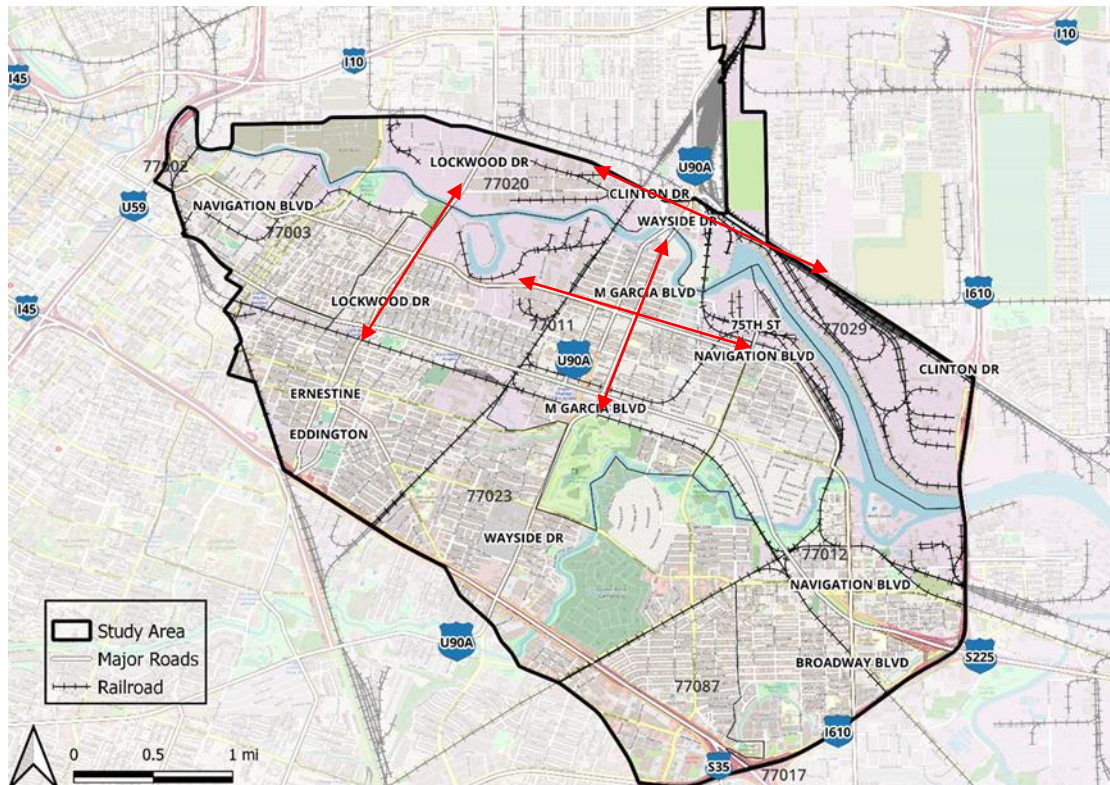 I10
I10
I45
U90A
LOCKWOOD DR
77020
77002
CLINTON DR
U59
NAVIGATION BLVD
WAYSIDE DR
77003
M GARCIA BLVD
I610
I45
LOCKWOOD DR
77011
75TH ST
77029
NAVIGATION BLVD
U90A
CLINTON DR
ERNESTINE
M GARCIA BLVD
EDDINGTON
77023
WAYSIDE DR
77012
NAVIGATION BLVD
Study Area
Major Roads
Railroad
U90A
BROADWAY BLVD
S225
77087
I610
0 0.5 1 mi
S35
77017